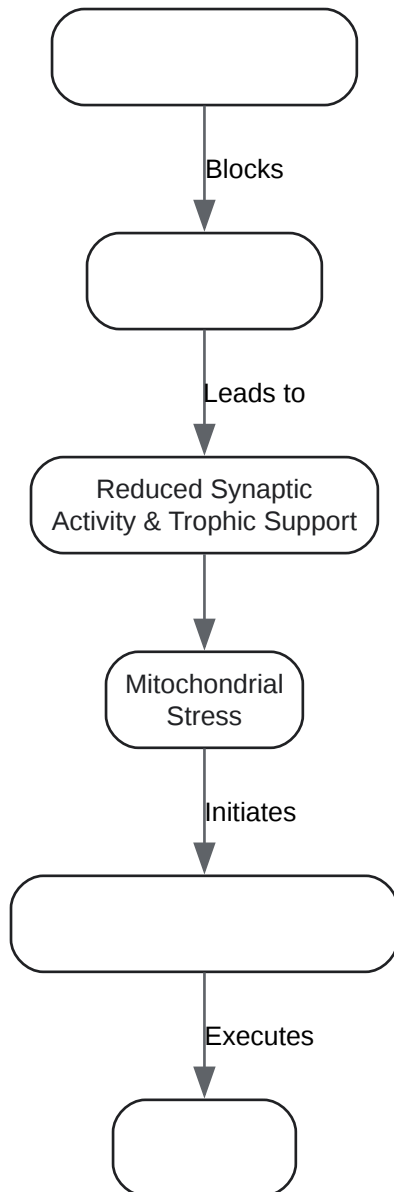 Blocks
Leads to
Reduced Synaptic
Activity & Trophic Support
Mitochondrial
Stress
Initiates
Executes